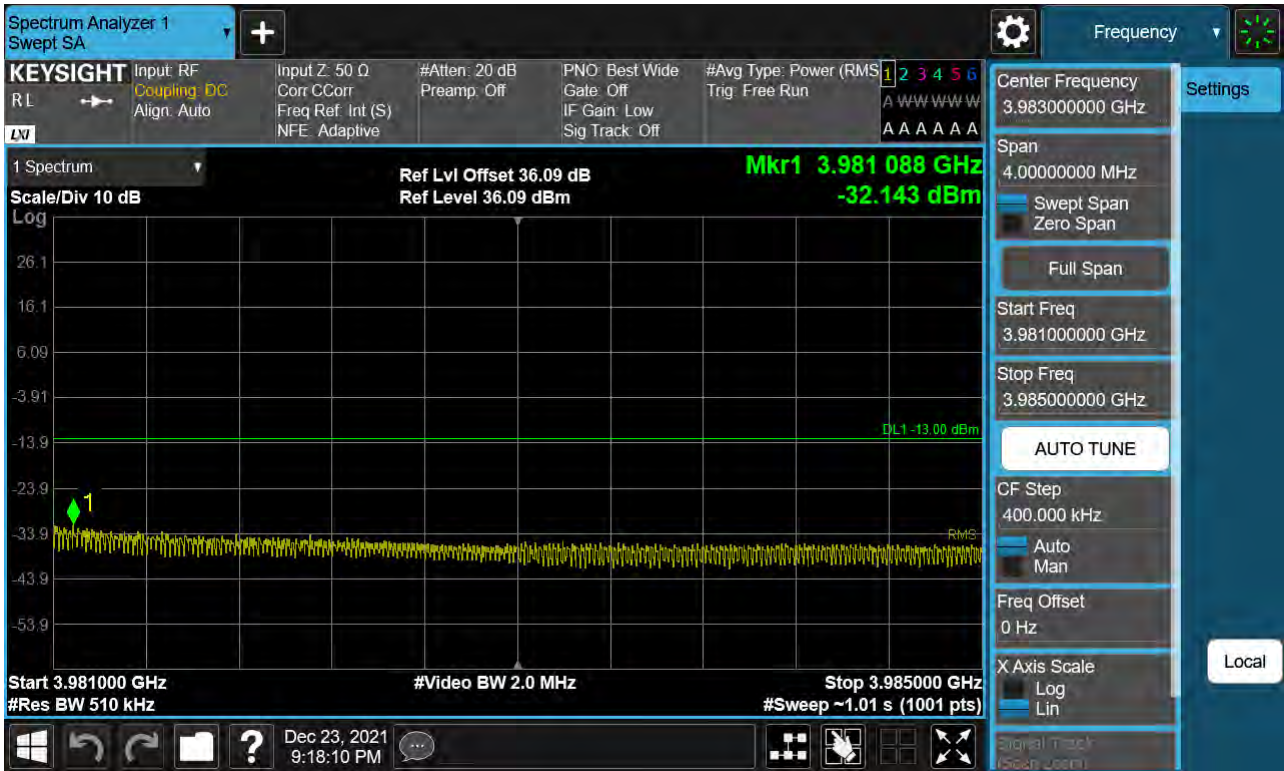 Spectrum Analyzer 1
Swept SA
+
Frequency
KEYSIGHT
RL
LXI
Input: RF
Coupling: DC
Align: Auto
Input Z: 50 Ω
Corr CCorr
Freq Ref: Int (S)
NFE: Adaptive
#Atten: 20 dB
Preamp: Off
PNO: Best Wide
Gate: Off
IF Gain: Low
Sig Track: Off
#Avg Type: Power (RMS
Trig: Free Run
1 2 3 4 5 6
A W W W W W
A A A A A A
1 Spectrum
Scale/Div 10 dB
Ref Lvl Offset 36.09 dB
Ref Level 36.09 dBm
Mkr1 3.981 088 GHz
-32.143 dBm
Log
26.1
16.1
6.09
-3.91
-13.9
-23.9
-33.9
-43.9
-53.9
DL1 -13.00 dBm
1
RMS
Start 3.981000 GHz
#Res BW 510 kHz
#Video BW 2.0 MHz
Stop 3.985000 GHz
#Sweep ~1.01 s (1001 pts)
Center Frequency
3.983000000 GHz
Span
4.00000000 MHz
Swept Span
Zero Span
Full Span
Start Freq
3.981000000 GHz
Stop Freq
3.985000000 GHz
AUTO TUNE
CF Step
400.000 kHz
Auto
Man
Freq Offset
0 Hz
X Axis Scale
Log
Lin
Signal Track
(Span Zoom)
Settings
Local
?
Dec 23, 2021
9:18:10 PM